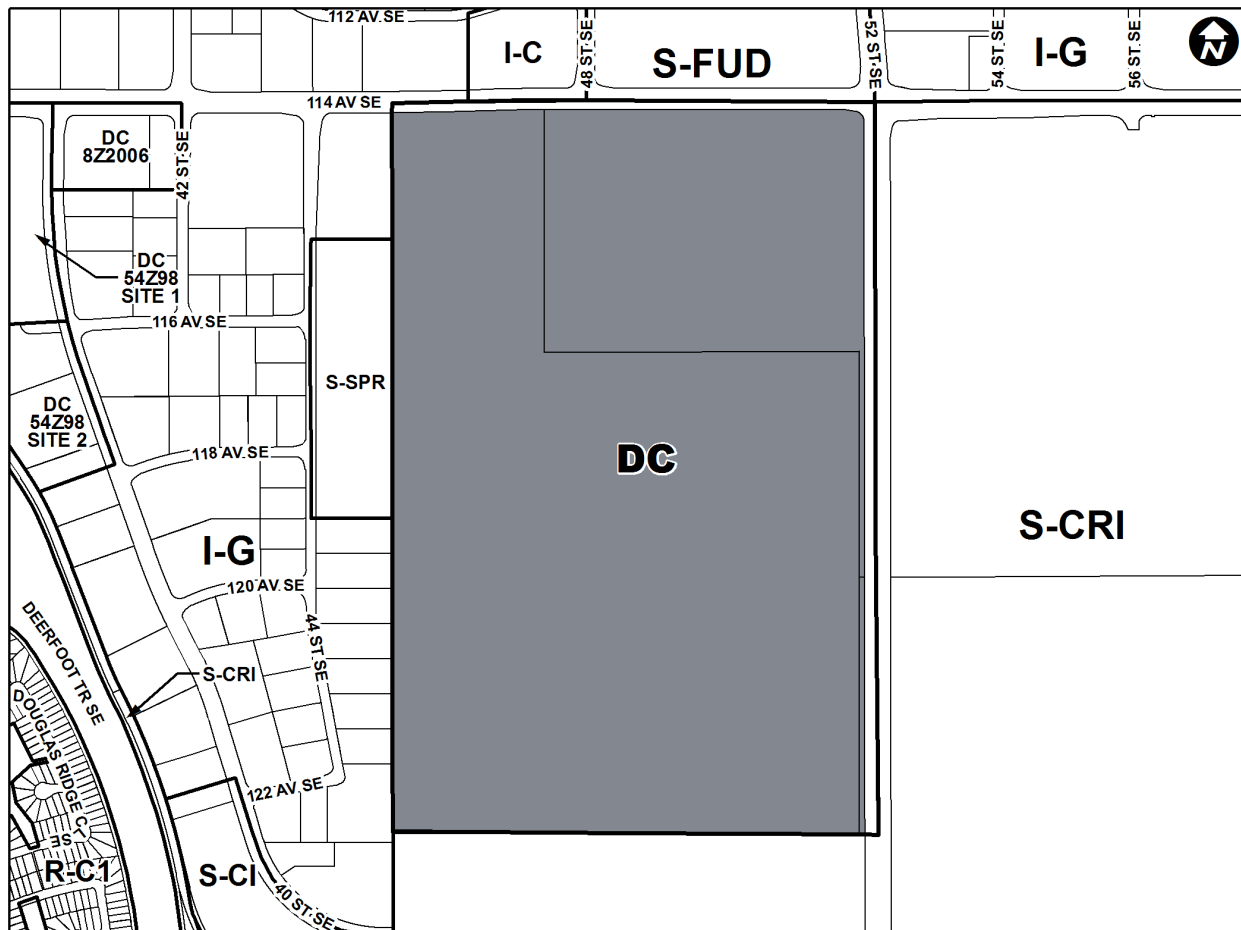 112 AV SE
I-C
48 ST SE
S-FUD
52 ST SE
54 ST SE
I-G
56 ST SE
N
114 AV SE
DC
8Z2006
42 ST SE
DC
54Z98
SITE 1
116 AV SE
S-SPR
DC
54Z98
SITE 2
118 AV SE
DC
S-CRI
I-G
120 AV SE
44 ST SE
DEERFOOT TR SE
S-CRI
DOUGLAS RIDGE CL SE
122 AV SE
R-C1
S-CI
40 ST SE